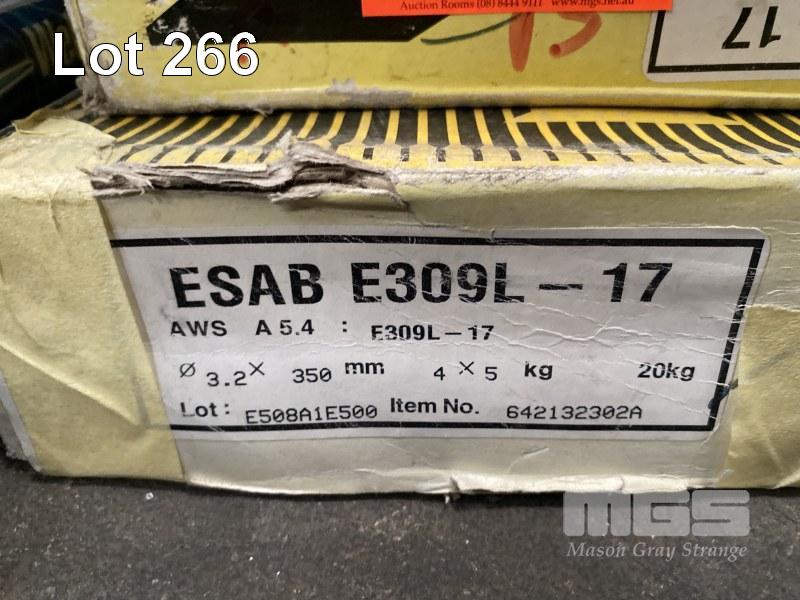 Auction Rooms (08) 8444 9111 www.mgs.net.au
15
17
Lot 266
ESAB E309L-17
AWS A 5.4 : E309L-17
Ø 3.2 X 350 mm 4 X 5 kg 20kg
Lot: E508A1E500 Item No. 642132302A
MGS
Mason Gray Strange